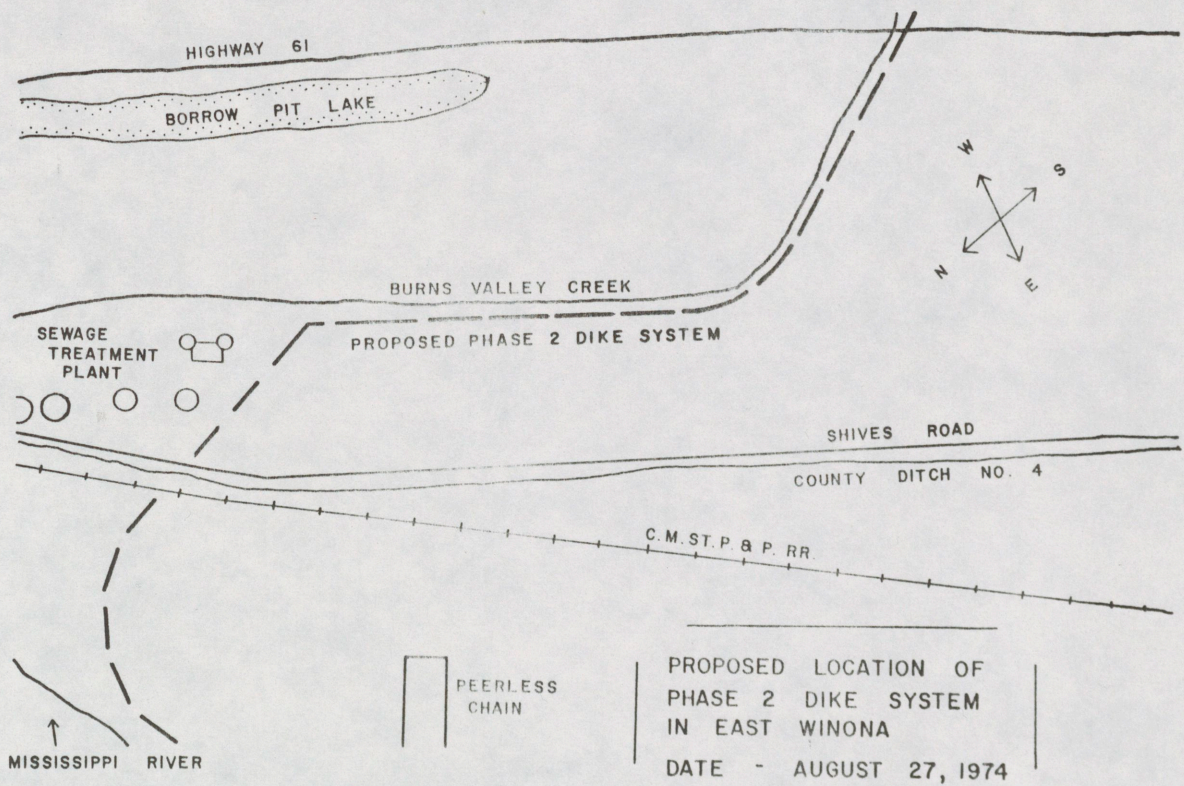 HIGHWAY 61
BORROW PIT LAKE
W
S
N
E
BURNS VALLEY CREEK
PROPOSED PHASE 2 DIKE SYSTEM
SEWAGE
TREATMENT
PLANT
SHIVES ROAD
COUNTY DITCH NO. 4
C.M.ST.P. & P. RR.
PEERLESS
CHAIN
MISSISSIPPI RIVER
PROPOSED LOCATION OF
PHASE 2 DIKE SYSTEM
IN EAST WINONA
DATE - AUGUST 27, 1974